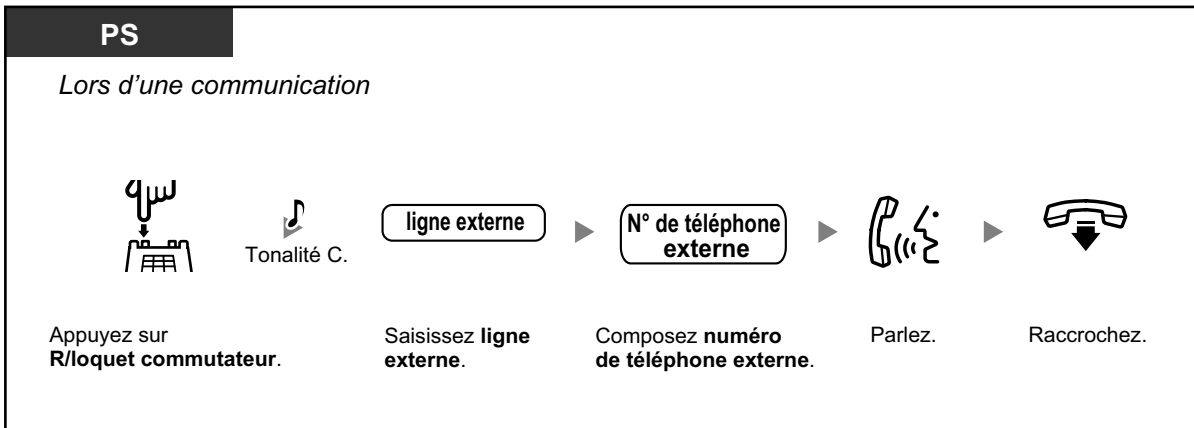 PS
Lors d'une communication
Tonalité C.
ligne externe
N° de téléphone
externe
Appuyez sur
R/loquet commutateur.
Saisissez ligne
externe.
Composez numéro
de téléphone externe.
Parlez.
Raccrochez.